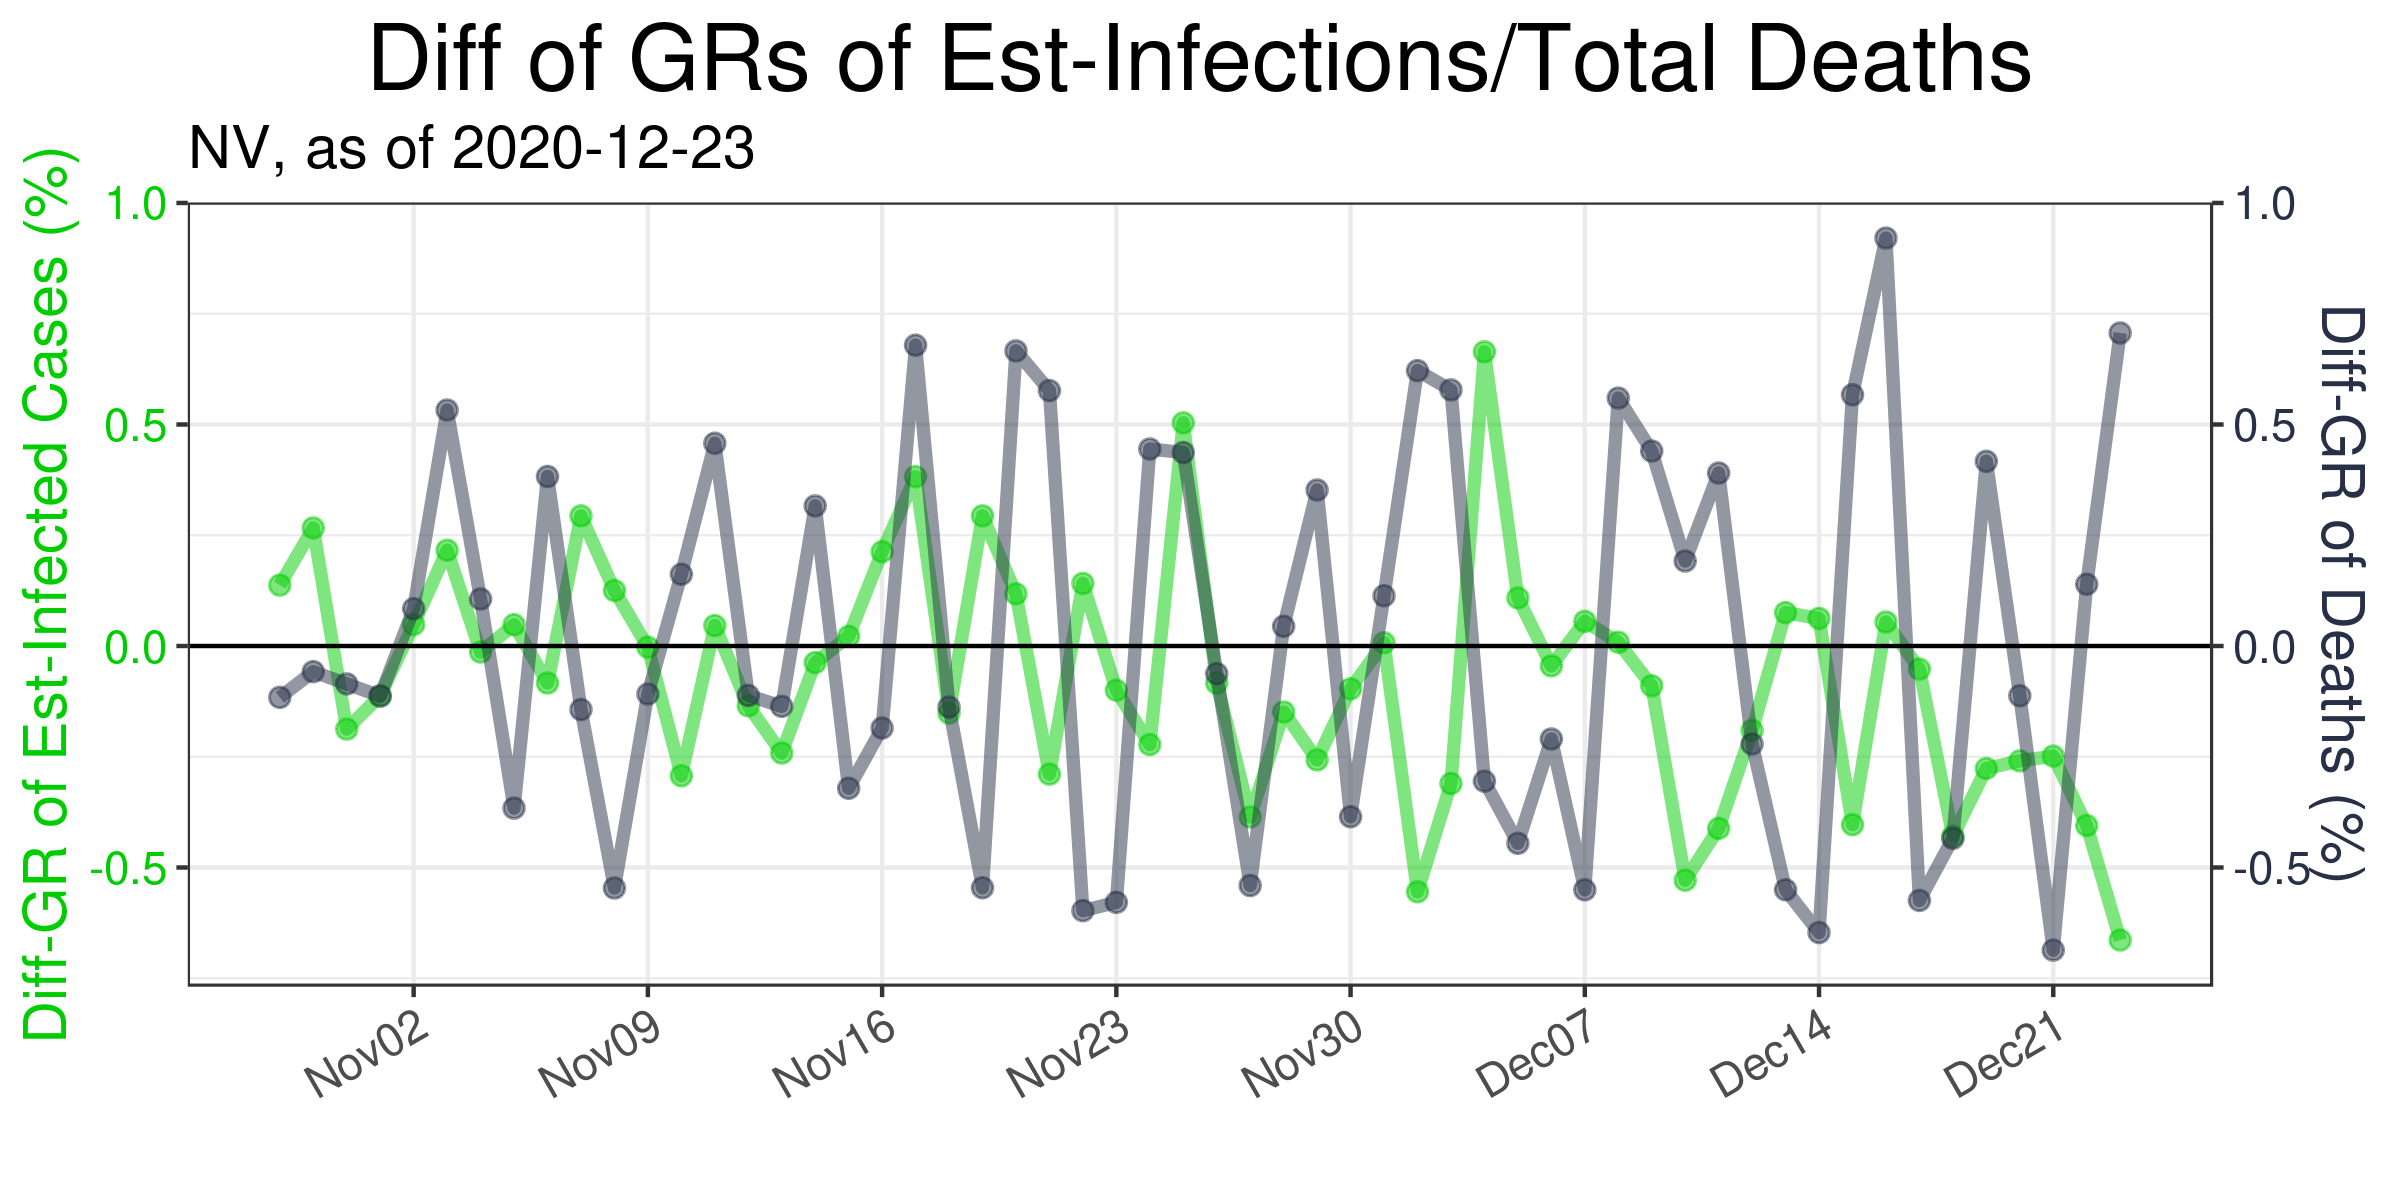 Diff of GRs of Est-Infections/Total Deaths
NV, as of 2020-12-23
Diff-GR of Est-Infected Cases (%)
1.0
0.5
0.0
-0.5
1.0
0.5
0.0
-0.5
Diff-GR of Deaths (%)
Nov02
Nov09
Nov16
Nov23
Nov30
Dec07
Dec14
Dec21